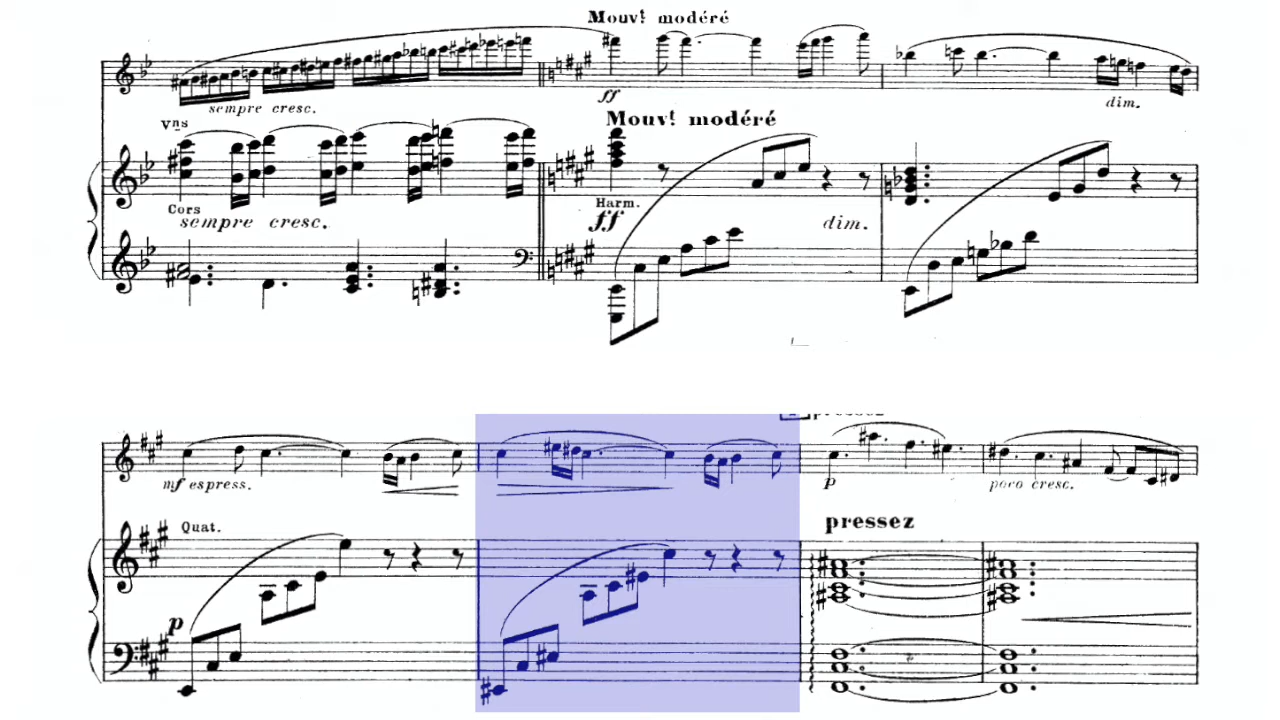 Mouvt modéré
sempre cresc.
ff
dim.
Vns
Mouvt modéré
Cors
sempre cresc.
Harm.
ff
dim.
mf espress.
p
poco cresc.
Quat.
pressez
p